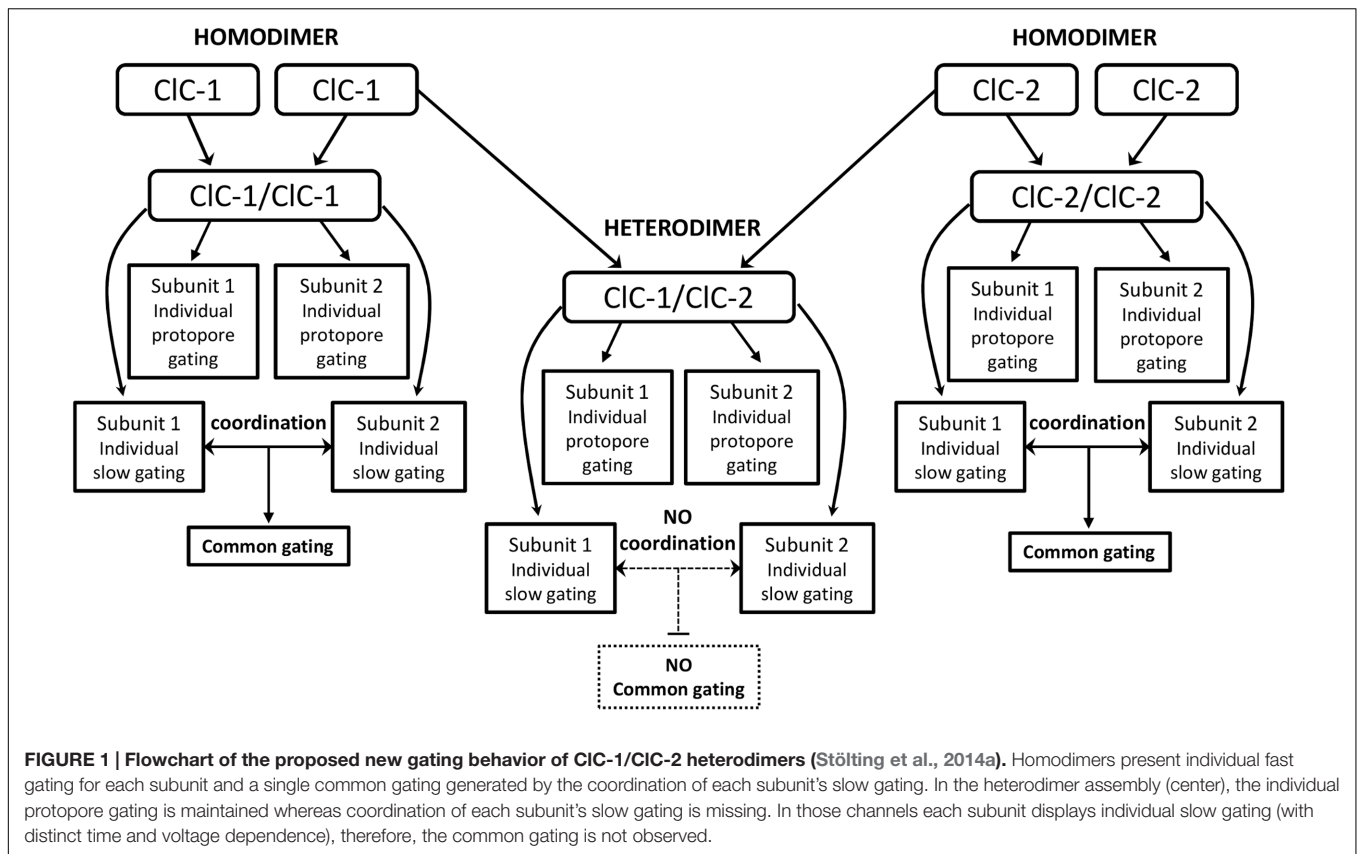 HOMODIMER
ClC-1
ClC-1
ClC-1/ClC-1
Subunit 1
Individual
protopore
gating
Subunit 2
Individual
protopore
gating
Subunit 1
Individual
slow gating
coordination
Subunit 2
Individual
slow gating
Common gating
HETERODIMER
ClC-1/ClC-2
Subunit 1
Individual
protopore
gating
Subunit 2
Individual
protopore
gating
Subunit 1
Individual
slow gating
NO
coordination
Subunit 2
Individual
slow gating
NO
Common gating
HOMODIMER
ClC-2
ClC-2
ClC-2/ClC-2
Subunit 1
Individual
protopore
gating
Subunit 2
Individual
protopore
gating
Subunit 1
Individual
slow gating
coordination
Subunit 2
Individual
slow gating
Common gating
FIGURE 1 | Flowchart of the proposed new gating behavior of ClC-1/ClC-2 heterodimers (Stölting et al., 2014a). Homodimers present individual fast
gating for each subunit and a single common gating generated by the coordination of each subunit's slow gating. In the heterodimer assembly (center), the individual
protopore gating is maintained whereas coordination of each subunit's slow gating is missing. In those channels each subunit displays individual slow gating (with
distinct time and voltage dependence), therefore, the common gating is not observed.